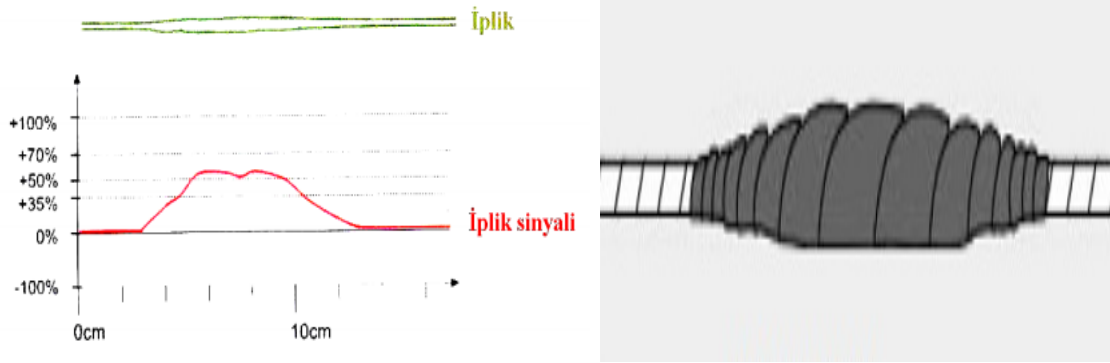 İplik
+100%
+70%
+50%
+35%
İplik sinyali
0%
-100%
0cm
10cm